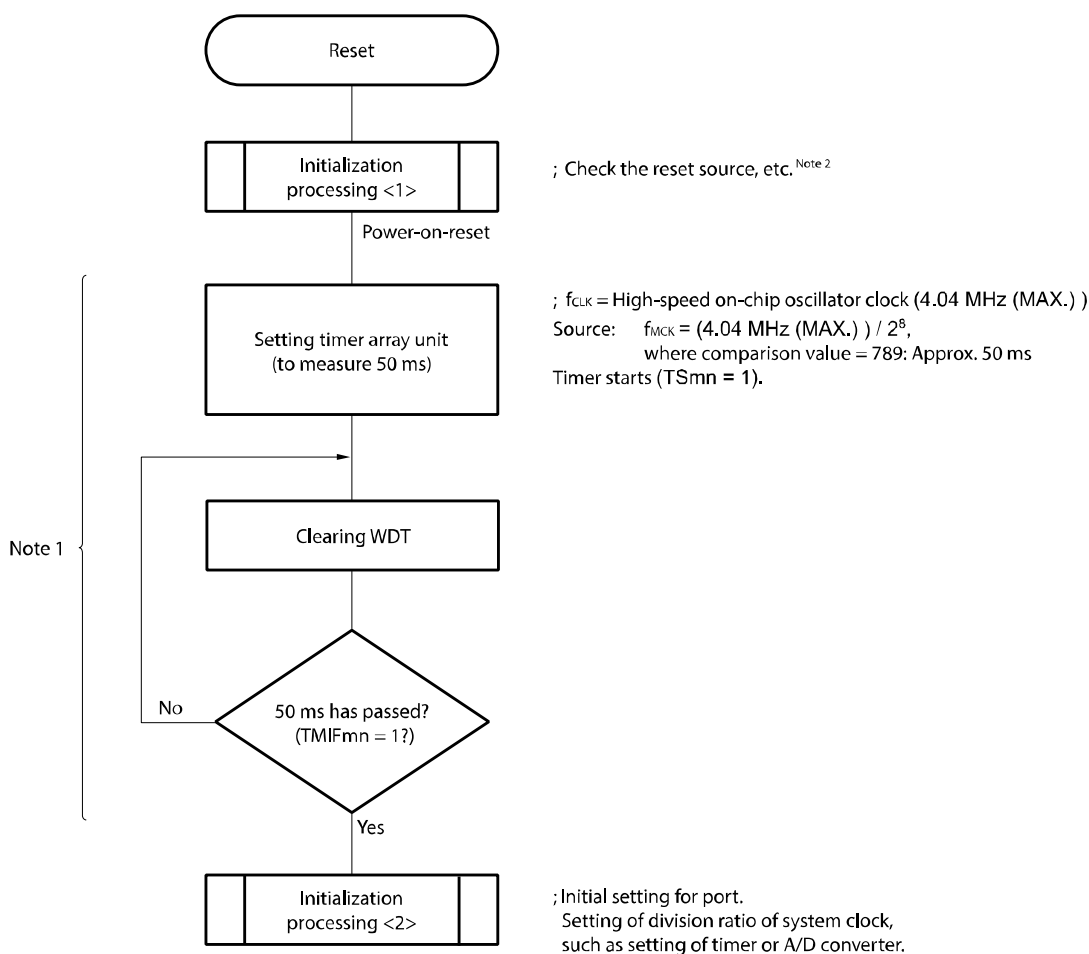 Reset
Initialization
processing <1>
; Check the reset source, etc. Note 2
Power-on-reset
Setting timer array unit
(to measure 50 ms)
; fCLK = High-speed on-chip oscillator clock (4.04 MHz (MAX.) )
Source: fMCK = (4.04 MHz (MAX.) ) / 2⁸,
where comparison value = 789: Approx. 50 ms
Timer starts (TSmn = 1).
Note 1
Clearing WDT
No
50 ms has passed?
(TMIFmn = 1?)
Yes
Initialization
processing <2>
; Initial setting for port.
Setting of division ratio of system clock,
such as setting of timer or A/D converter.